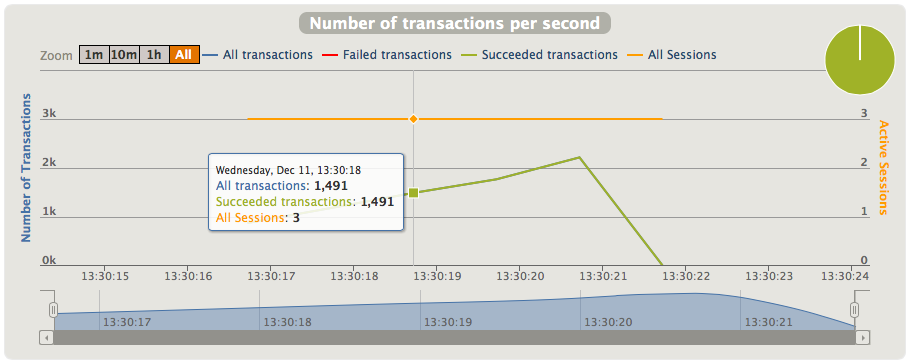 Number of transactions per second
Zoom 1m 10m 1h All All transactions Failed transactions Succeeded transactions All Sessions
Number of Transactions
3k
2k
1k
0k
3
2
1
0
Active Sessions
Wednesday, Dec 11, 13:30:18
All transactions: 1,491
Succeeded transactions: 1,491
All Sessions: 3
13:30:15 13:30:16 13:30:17 13:30:18 13:30:19 13:30:20 13:30:21 13:30:22 13:30:23 13:30:24
13:30:17 13:30:18 13:30:19 13:30:20 13:30:21